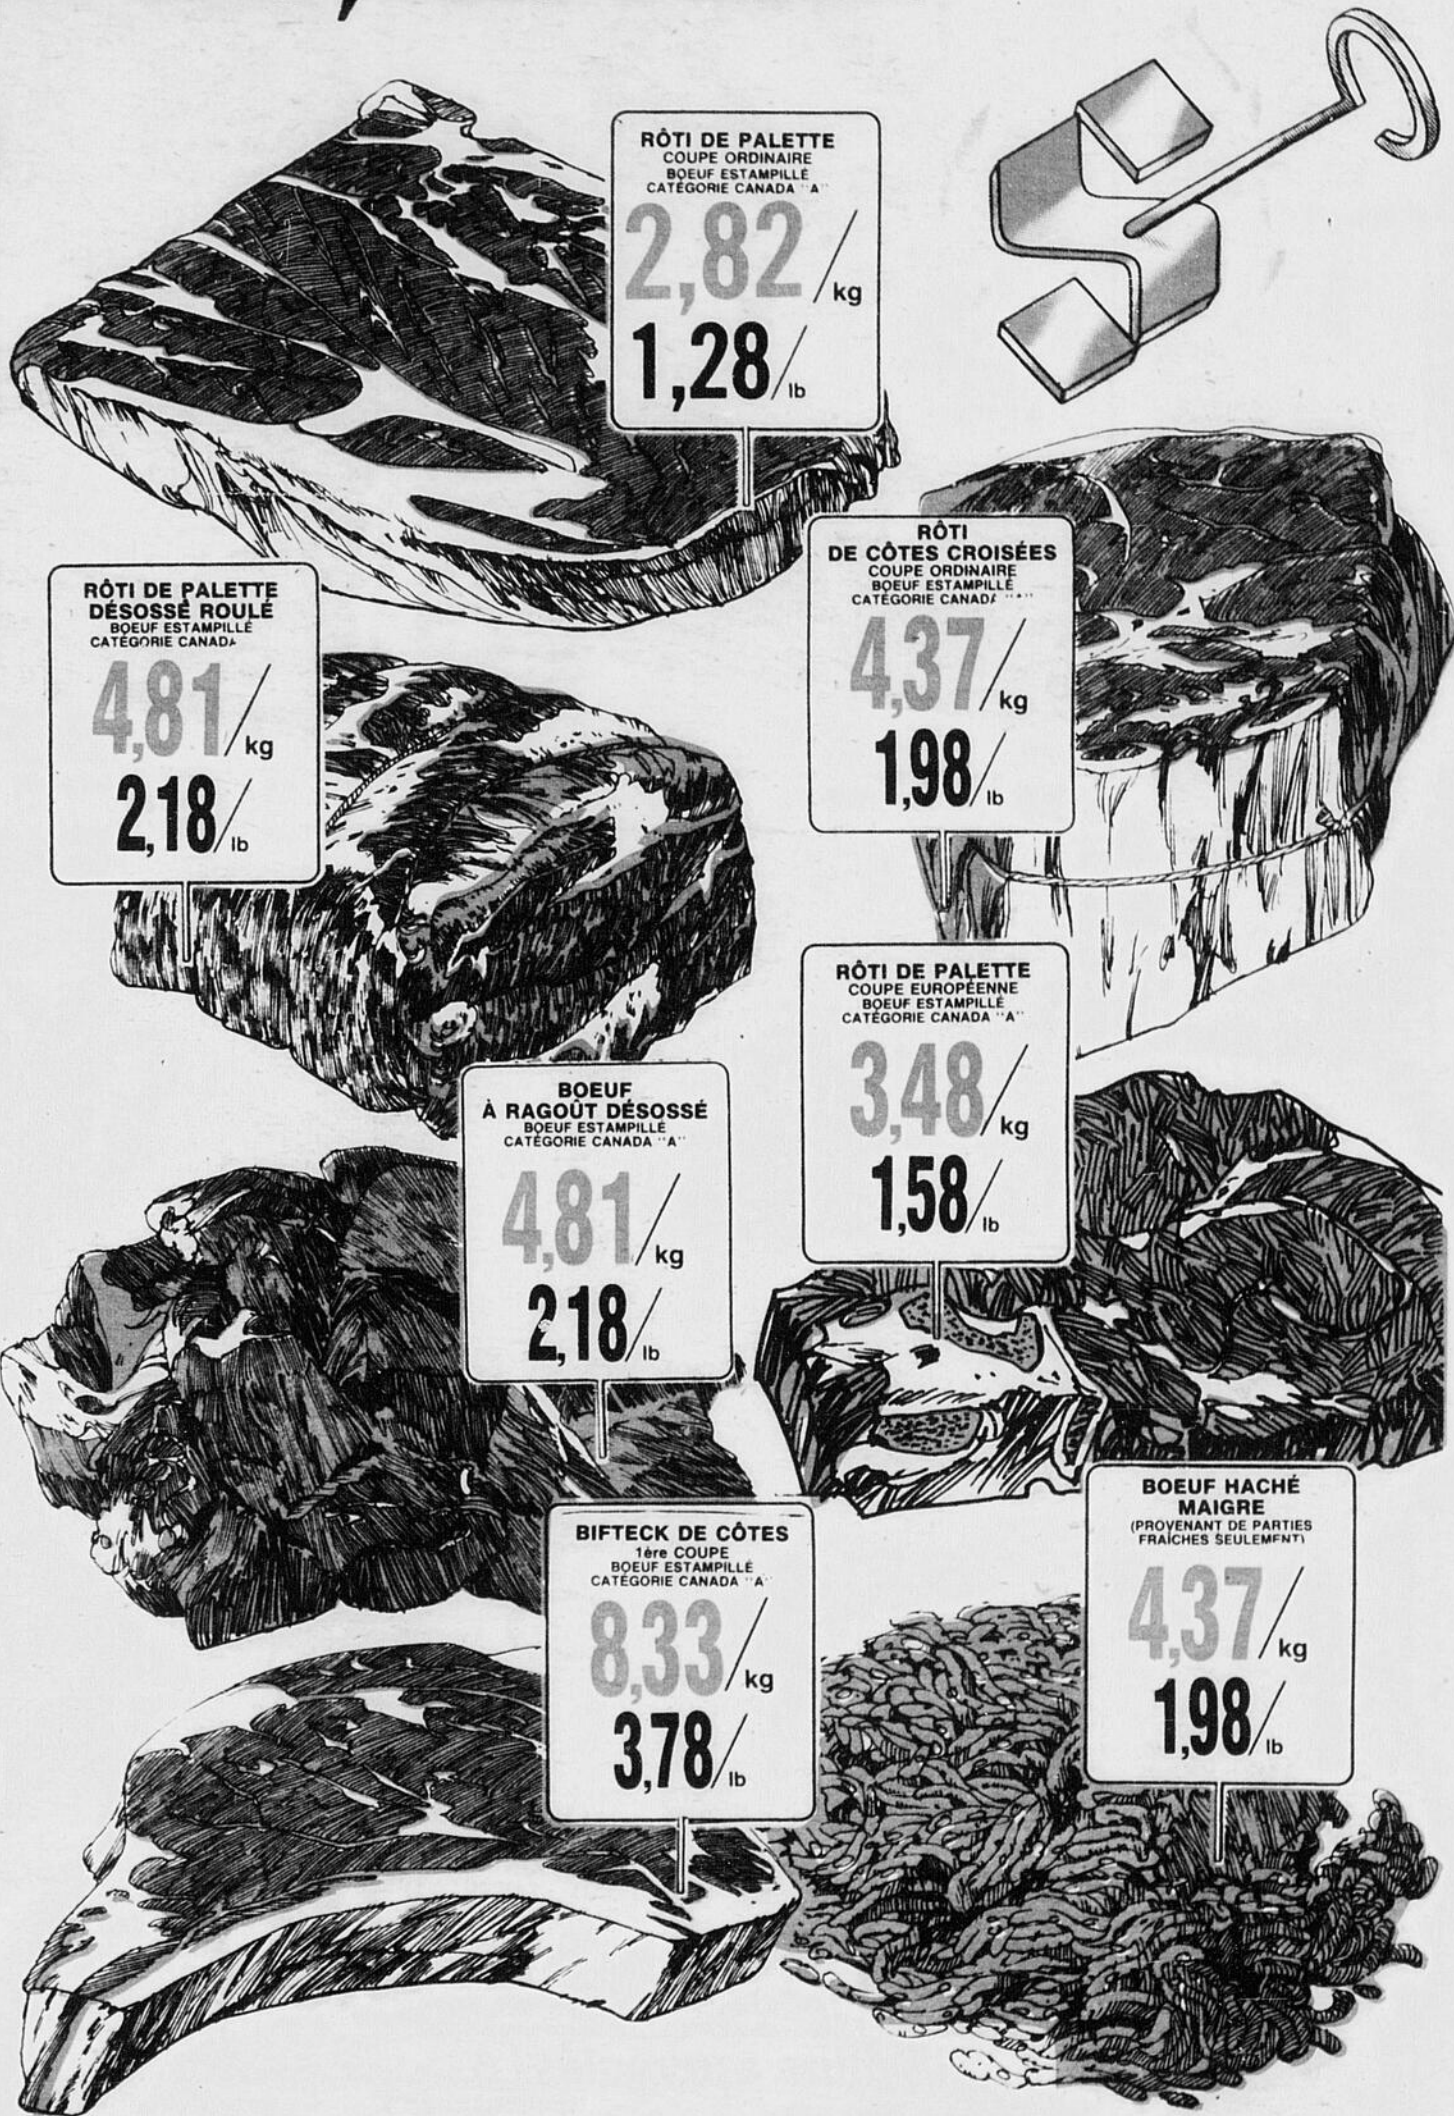 RÔTI DE PALETTE
COUPE ORDINAIRE
BOEUF ESTAMPILLÉ
CATÉGORIE CANADA "A"
2,82/kg
1,28/lb
RÔTI
DE CÔTES CROISÉES
COUPE ORDINAIRE
BOEUF ESTAMPILLÉ
CATÉGORIE CANADA
4,37/kg
1,98/lb
RÔTI DE PALETTE
DÉSOSSÉ ROULÉ
BOEUF ESTAMPILLÉ
CATÉGORIE CANADA
4,81/kg
2,18/lb
RÔTI DE PALETTE
COUPE EUROPÉENNE
BOEUF ESTAMPILLÉ
CATÉGORIE CANADA "A"
3,48/kg
1,58/lb
BOEUF
À RAGOÛT DÉSOSSÉ
BOEUF ESTAMPILLÉ
CATÉGORIE CANADA "A"
4,81/kg
2,18/lb
BOEUF HACHÉ
MAIGRE
(PROVENANT DE PARTIES
FRAÎCHES SEULEMENT)
4,37/kg
1,98/lb
BIFTECK DE CÔTES
1ère COUPE
BOEUF ESTAMPILLÉ
CATÉGORIE CANADA "A"
8,33/kg
3,78/lb